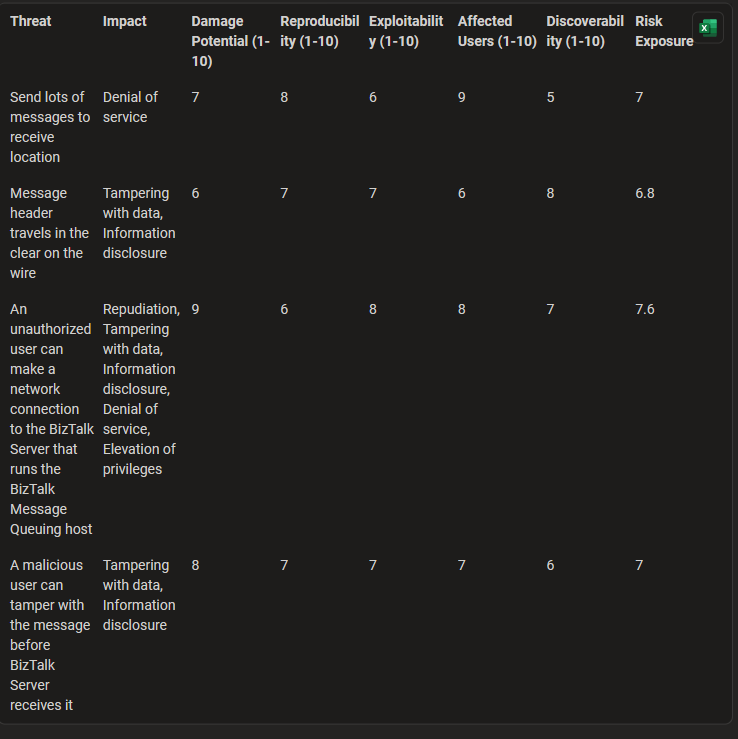 Threat Impact Damage Reproducibil Exploitabilit Affected Discoverabil Risk
Potential (1- ity (1-10) y (1-10) Users (1-10) ity (1-10) Exposure
10)
Send lots of Denial of 7 8 6 9 5 7
messages to service
receive
location
Message Tampering 6 7 7 6 8 6.8
header with data,
travels in the Information
clear on the disclosure
wire
An Repudiation, 9 6 8 8 7 7.6
unauthorized Tampering
user can with data,
make a Information
network disclosure,
connection Denial of
to the BizTalk service,
Server that Elevation of
runs the privileges
BizTalk
Message
Queuing host
A malicious Tampering 8 7 7 7 6 7
user can with data,
tamper with Information
the message disclosure
before
BizTalk
Server
receives it